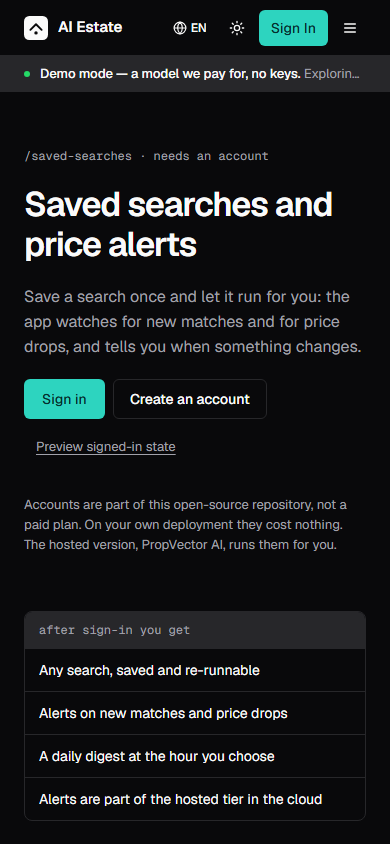 AI Estate
EN
Sign In
Demo mode — a model we pay for, no keys. Explorin...
/saved-searches · needs an account
Saved searches and
price alerts
Save a search once and let it run for you: the
app watches for new matches and for price
drops, and tells you when something changes.
Sign in
Create an account
Preview signed-in state
Accounts are part of this open-source repository, not a
paid plan. On your own deployment they cost nothing.
The hosted version, PropVector AI, runs them for you.
after sign-in you get
Any search, saved and re-runnable
Alerts on new matches and price drops
A daily digest at the hour you choose
Alerts are part of the hosted tier in the cloud